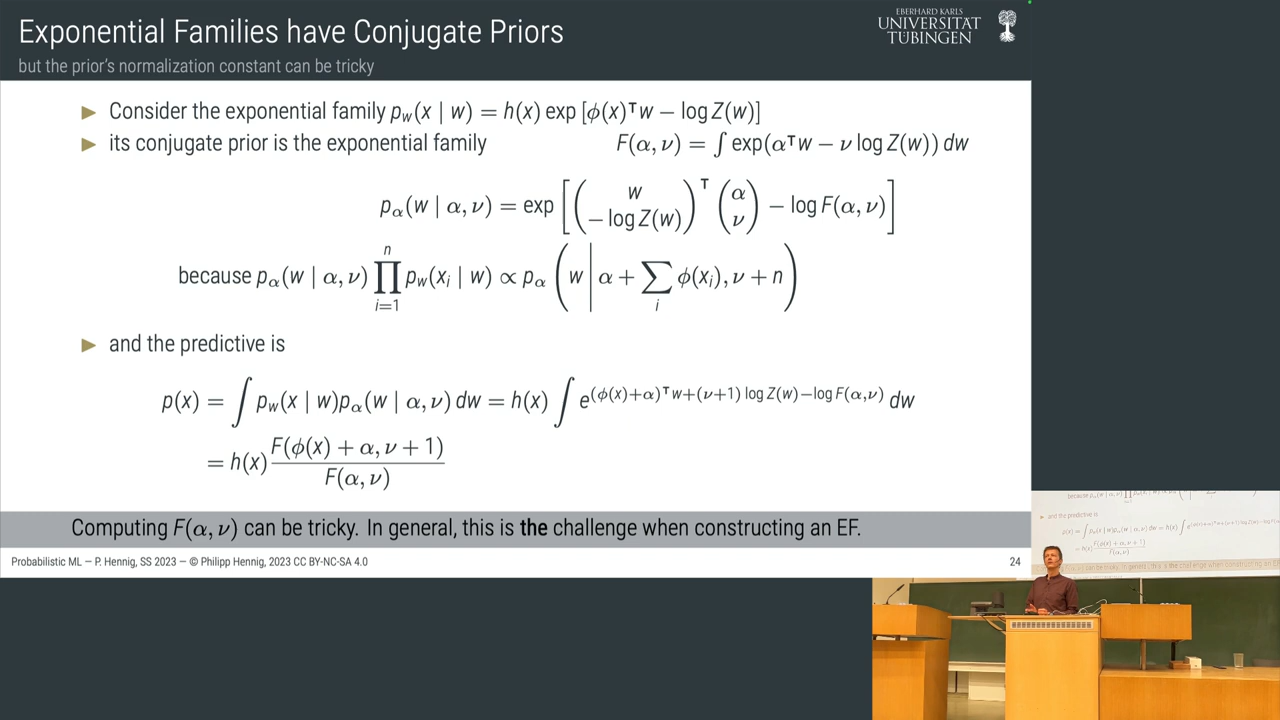 Exponential Families have Conjugate Priors
but the prior's normalization constant can be tricky
EBERHARD KARLS
UNIVERSITÄT
TÜBINGEN
▶ Consider the exponential family p_w(x | w) = h(x) exp [ϕ(x)ᵀw − log Z(w)]
▶ its conjugate prior is the exponential family F(α, ν) = ∫ exp(αᵀw − ν log Z(w)) dw
p_α(w | α, ν) = exp [ ( w ; − log Z(w) )ᵀ ( α ; ν ) − log F(α, ν) ]
because p_α(w | α, ν) ∏_{i=1}^{n} p_w(x_i | w) ∝ p_α ( w | α + ∑_i ϕ(x_i), ν + n )
▶ and the predictive is
p(x) = ∫ p_w(x | w)p_α(w | α, ν) dw = h(x) ∫ e^{(ϕ(x)+α)ᵀw+(ν+1) log Z(w)−log F(α,ν)} dw
= h(x) F(ϕ(x) + α, ν + 1) / F(α, ν)
Computing F(α, ν) can be tricky. In general, this is the challenge when constructing an EF.
Probabilistic ML — P. Hennig, SS 2023 — © Philipp Hennig, 2023 CC BY-NC-SA 4.0
24